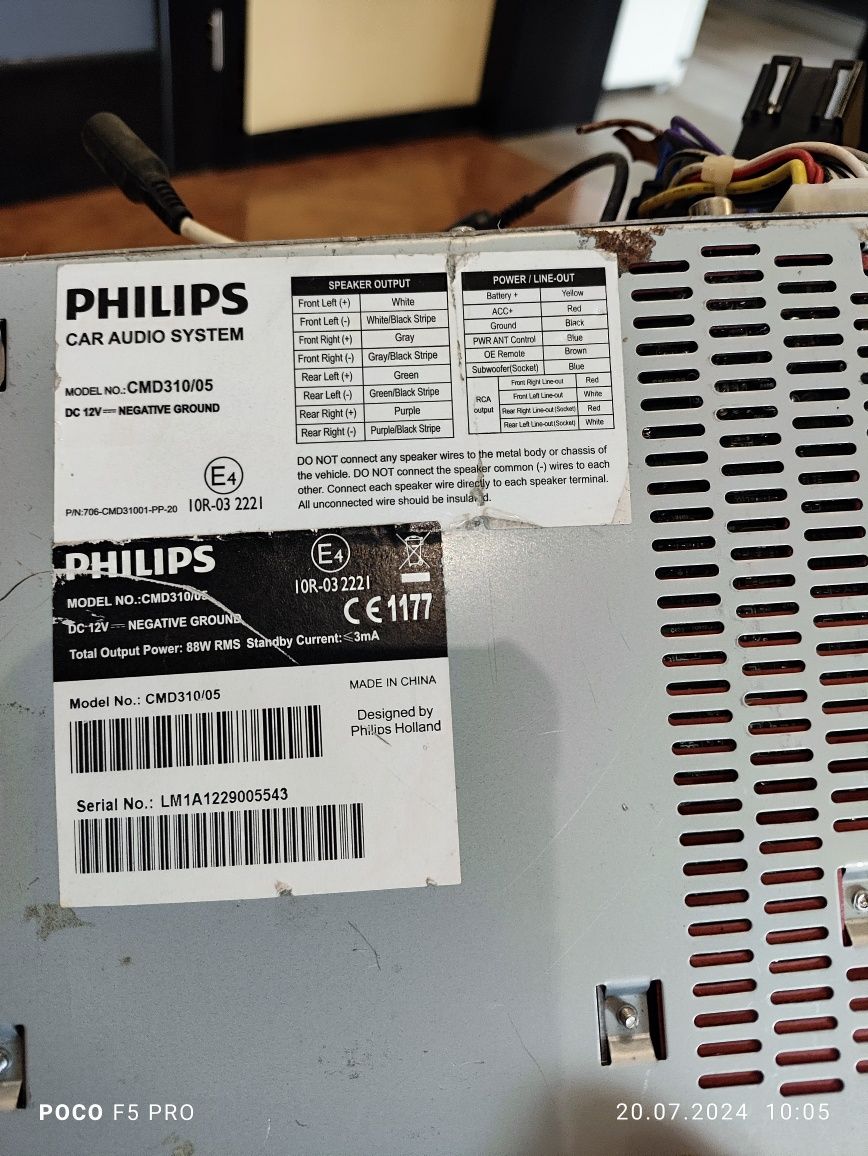 PHILIPS
CAR AUDIO SYSTEM
MODEL NO.:CMD310/05
DC 12V NEGATIVE GROUND
E4
10R-03 2221
P/N:706-CMD31001-PP-20
SPEAKER OUTPUT
Front Left (+) White
Front Left (-) White/Black Stripe
Front Right (+) Gray
Front Right (-) Gray/Black Stripe
Rear Left (+) Green
Rear Left (-) Green/Black Stripe
Rear Right (+) Purple
Rear Right (-) Purple/Black Stripe
POWER / LINE-OUT
Battery + Yellow
ACC+ Red
Ground Black
PWR ANT Control Blue
OE Remote Brown
Subwoofer(Socket) Blue
RCA output
Front Right Line-out Red
Front Left Line-out White
Rear Right Line-out (Socket) Red
Rear Left Line-out (Socket) White
DO NOT connect any speaker wires to the metal body or chassis of
the vehicle. DO NOT connect the speaker common (-) wires to each
other. Connect each speaker wire directly to each speaker terminal.
All unconnected wire should be
PHILIPS
E4
10R-03 2221
MODEL NO.:CMD310/05
CE1177
DC 12V NEGATIVE GROUND
Total Output Power: 88W RMS Standby Current:≤3mA
Model No.: CMD310/05
MADE IN CHINA
Designed by
Philips Holland
Serial No.: LM1A1229005543
POCO F5 PRO
20.07.2024 10:05